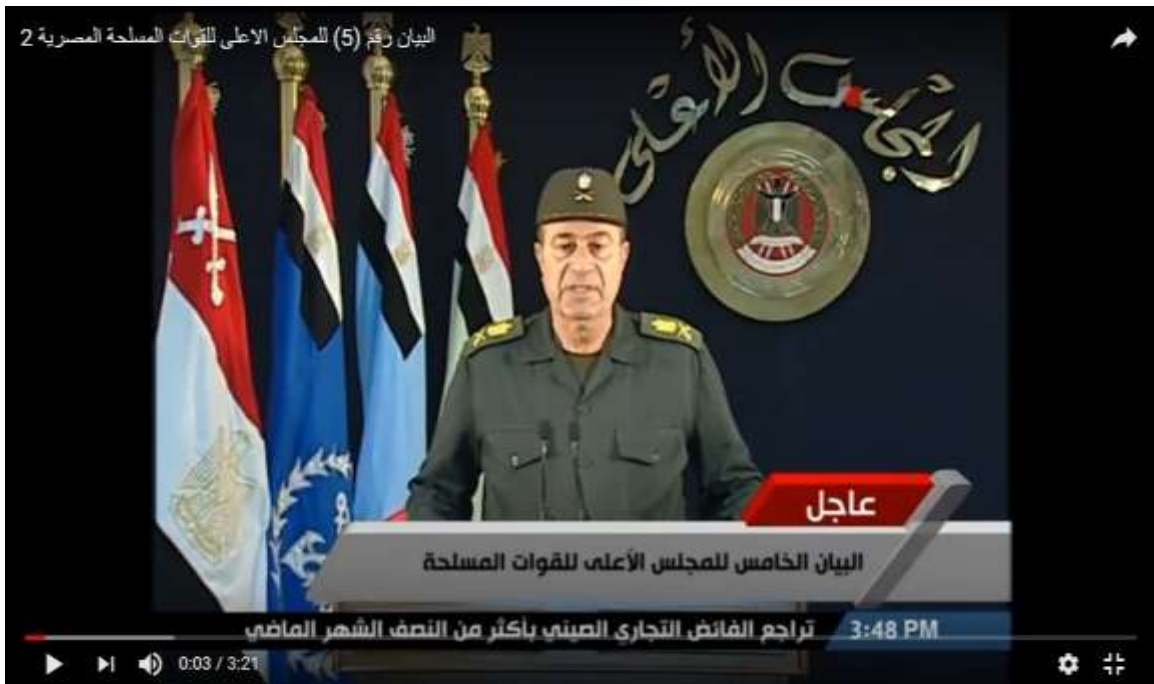 البيان رقم (5) للمجلس الاعلى للقوات المسلحة المصرية 2
المجلس الأعلى
عاجل
البيان الخامس للمجلس الأعلى للقوات المسلحة
3:48 PM تراجع الفائض التجاري الصيني بأكثر من النصف الشهر الماضي
0:03 / 3:21